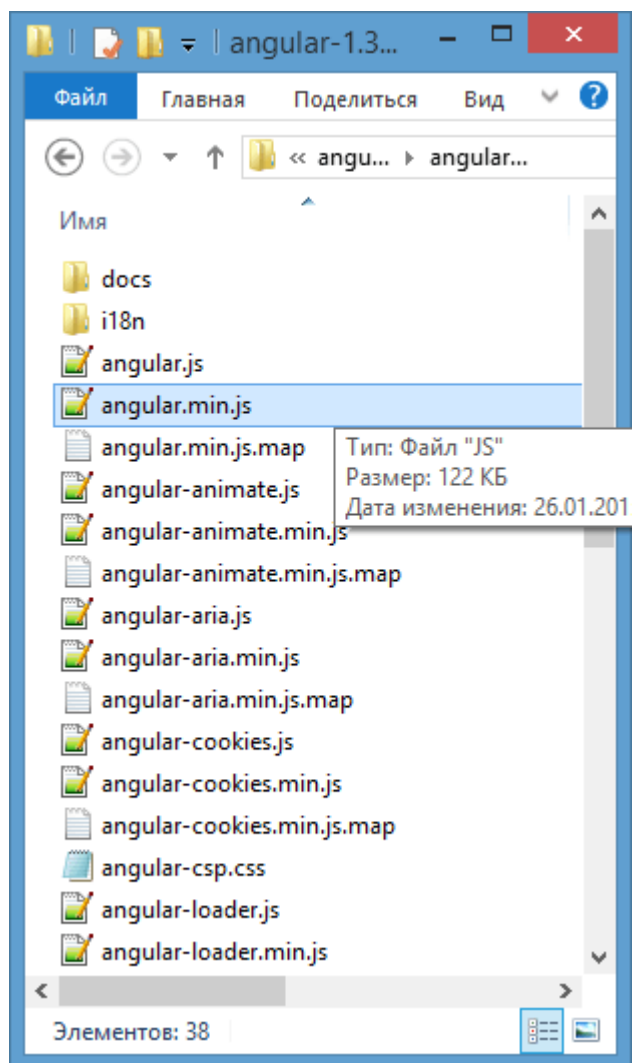 angular-1.3...
Файл Главная Поделиться Вид
« angu... angular...
Имя
docs
i18n
angular.js
angular.min.js
angular.min.js.map
Тип: Файл "JS"
Размер: 122 КБ
Дата изменения: 26.01.201
angular-animate.js
angular-animate.min.js
angular-animate.min.js.map
angular-aria.js
angular-aria.min.js
angular-aria.min.js.map
angular-cookies.js
angular-cookies.min.js
angular-cookies.min.js.map
angular-csp.css
angular-loader.js
angular-loader.min.js
Элементов: 38